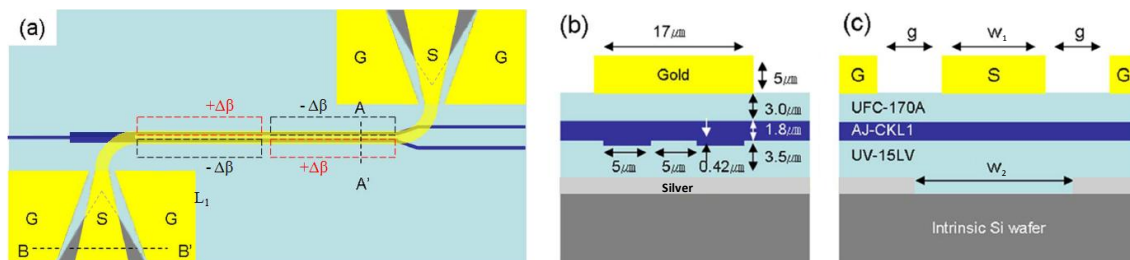 (a)
G S G
+Δβ - Δβ A
- Δβ +Δβ
A'
L1
G S G
B B'
(b)
17㎛
Gold
5㎛
3.0㎛
1.8㎛
3.5㎛
5㎛ 5㎛ 0.42㎛
Silver
(c)
g W1 g
G S G
UFC-170A
AJ-CKL1
UV-15LV
W2
Intrinsic Si wafer